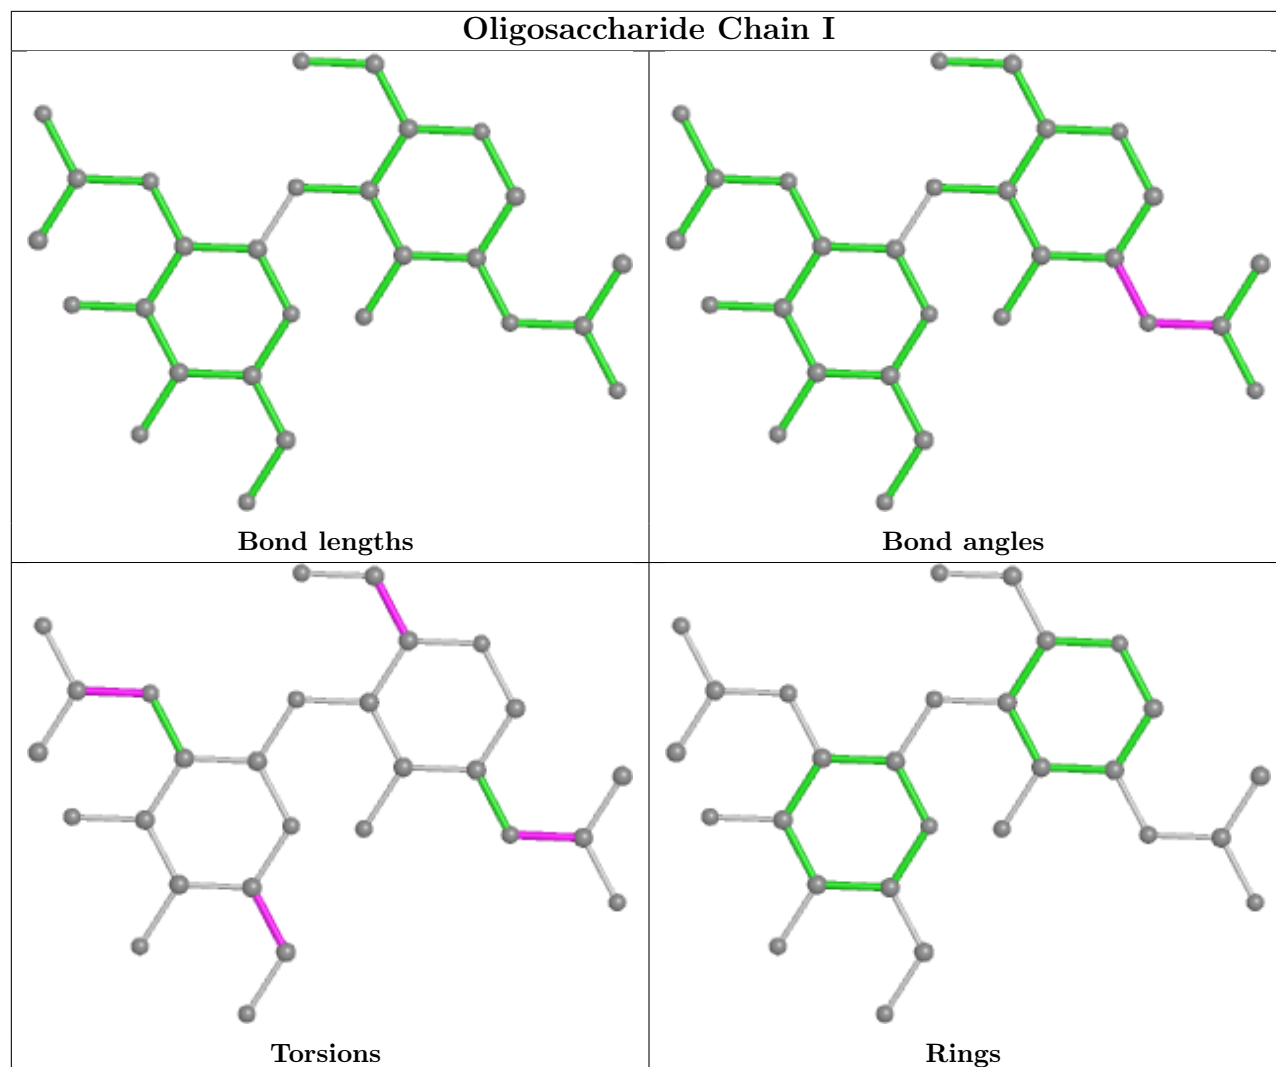 Oligosaccharide Chain I
Bond lengths
Bond angles
Torsions
Rings